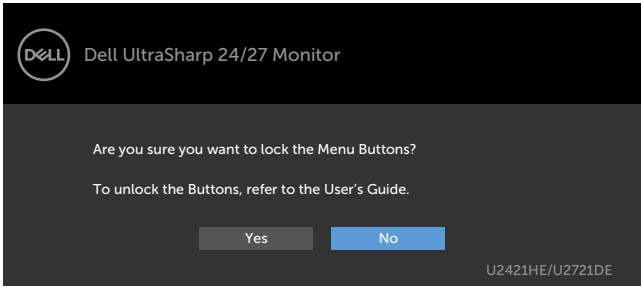 DELL
Dell UltraSharp 24/27 Monitor
Are you sure you want to lock the Menu Buttons?
To unlock the Buttons, refer to the User's Guide.
Yes No
U2421HE/U2721DE